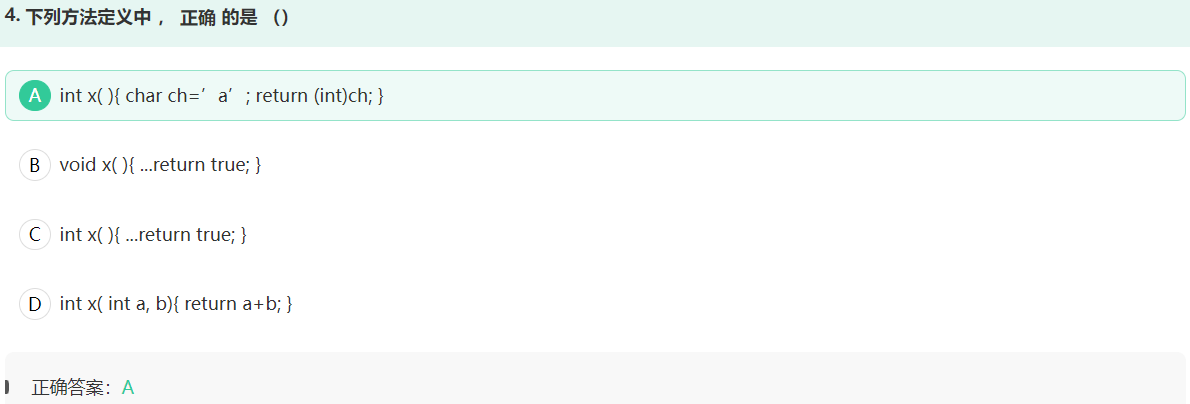 4. 下列方法定义中， 正确 的是 （）
A int x( ){ char ch=′a′; return (int)ch; }
B void x( ){ ...return true; }
C int x( ){ ...return true; }
D int x( int a, b){ return a+b; }
正确答案：A